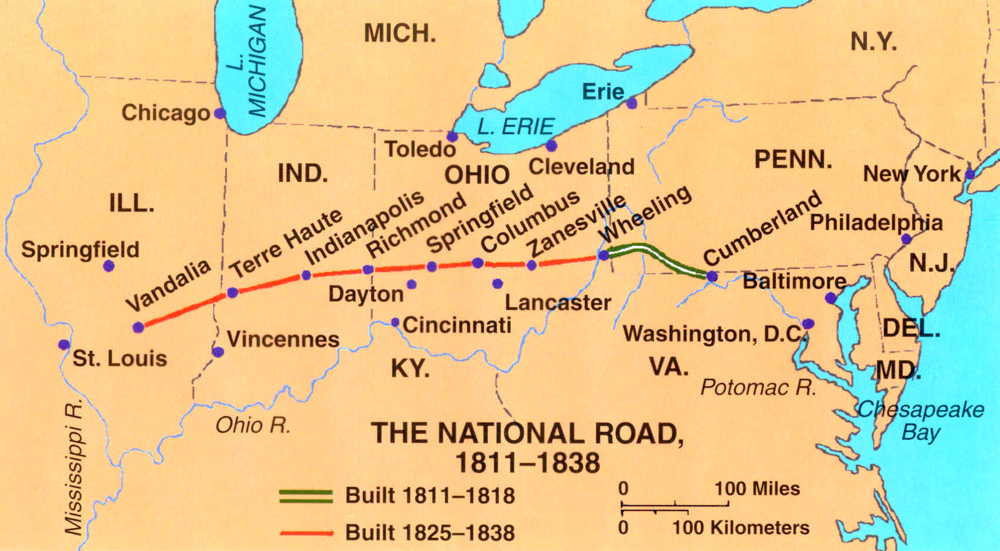 L.
MICHIGAN
MICH.
N.Y.
Chicago
Erie
L. ERIE
Toledo
Cleveland
IND.
OHIO
PENN.
New York
ILL.
Springfield
Vandalia
Terre Haute
Indianapolis
Richmond
Springfield
Columbus
Zanesville
Wheeling
Cumberland
Philadelphia
N.J.
Baltimore
Dayton
Lancaster
Cincinnati
Vincennes
St. Louis
Washington, D.C.
DEL.
KY.
VA.
MD.
Potomac R.
Chesapeake
Bay
Ohio R.
Mississippi R.
THE NATIONAL ROAD,
1811–1838
Built 1811–1818
Built 1825–1838
0 100 Miles
0 100 Kilometers